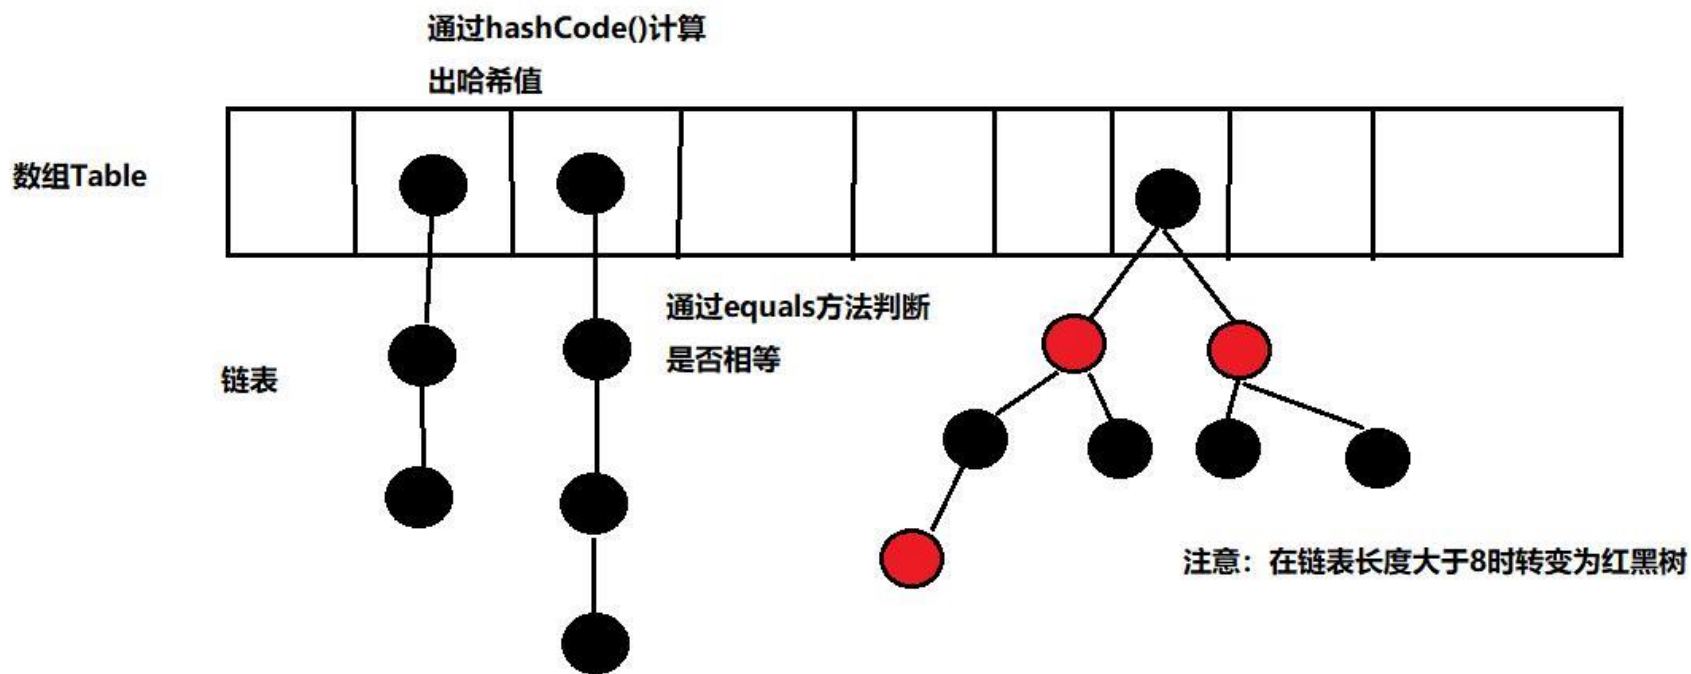 通过hashCode()计算
出哈希值
数组Table
通过equals方法判断
是否相等
链表
注意：在链表长度大于8时转变为红黑树